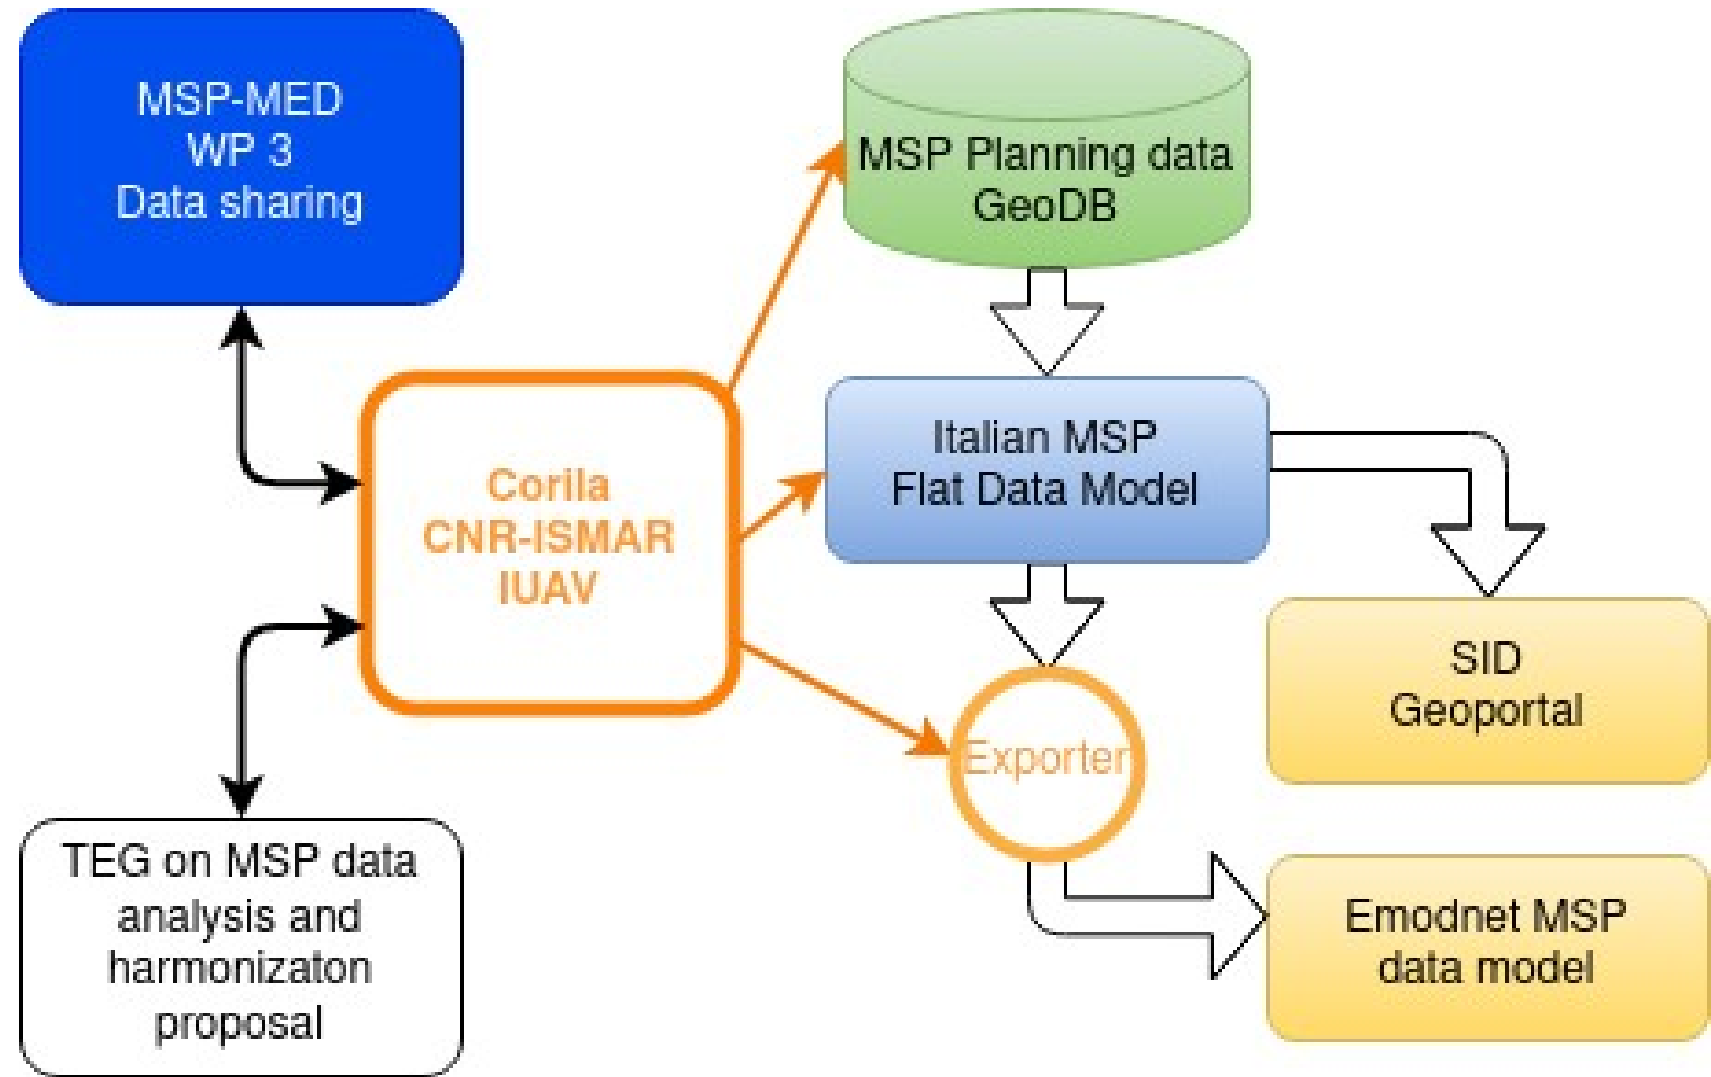 MSP-MED
WP 3
Data sharing
MSP Planning data
GeoDB
Italian MSP
Flat Data Model
Corila
CNR-ISMAR
IUAV
SID
Geoportal
Exporter
TEG on MSP data
analysis and
harmonizaton
proposal
Emodnet MSP
data model